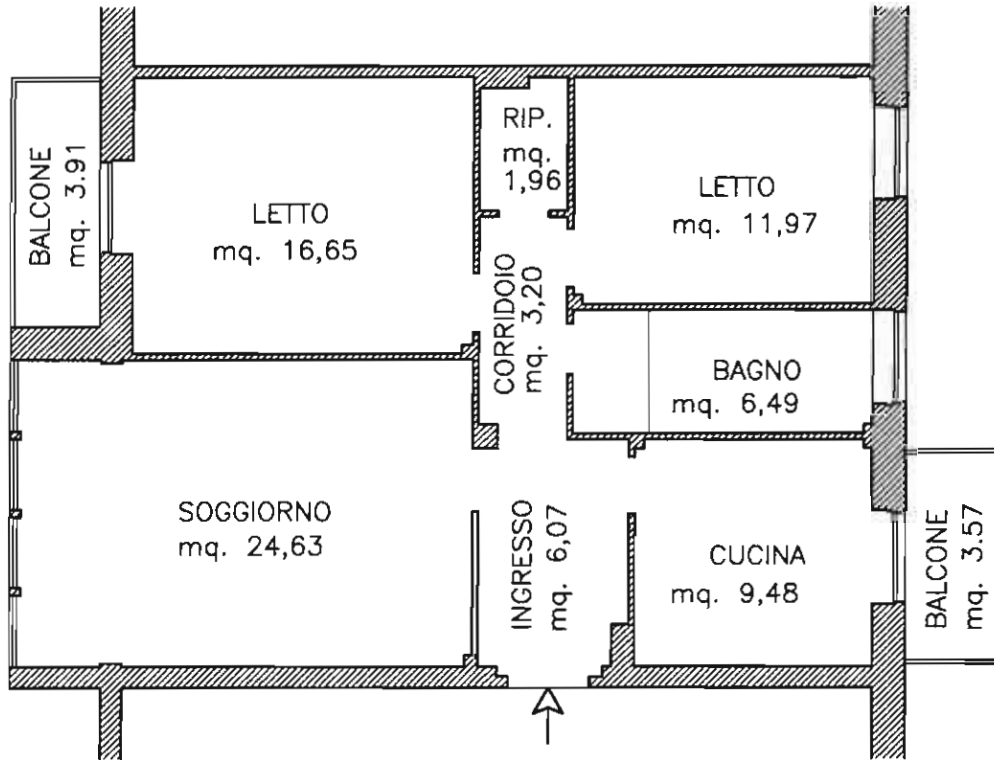 BALCONE
mq. 3.91
LETTO
mq. 16,65
RIP.
mq.
1,96
LETTO
mq. 11,97
CORRIDOIO
mq. 3,20
BAGNO
mq. 6,49
SOGGIORNO
mq. 24,63
INGRESSO
mq. 6,07
CUCINA
mq. 9,48
BALCONE
mq. 3.57